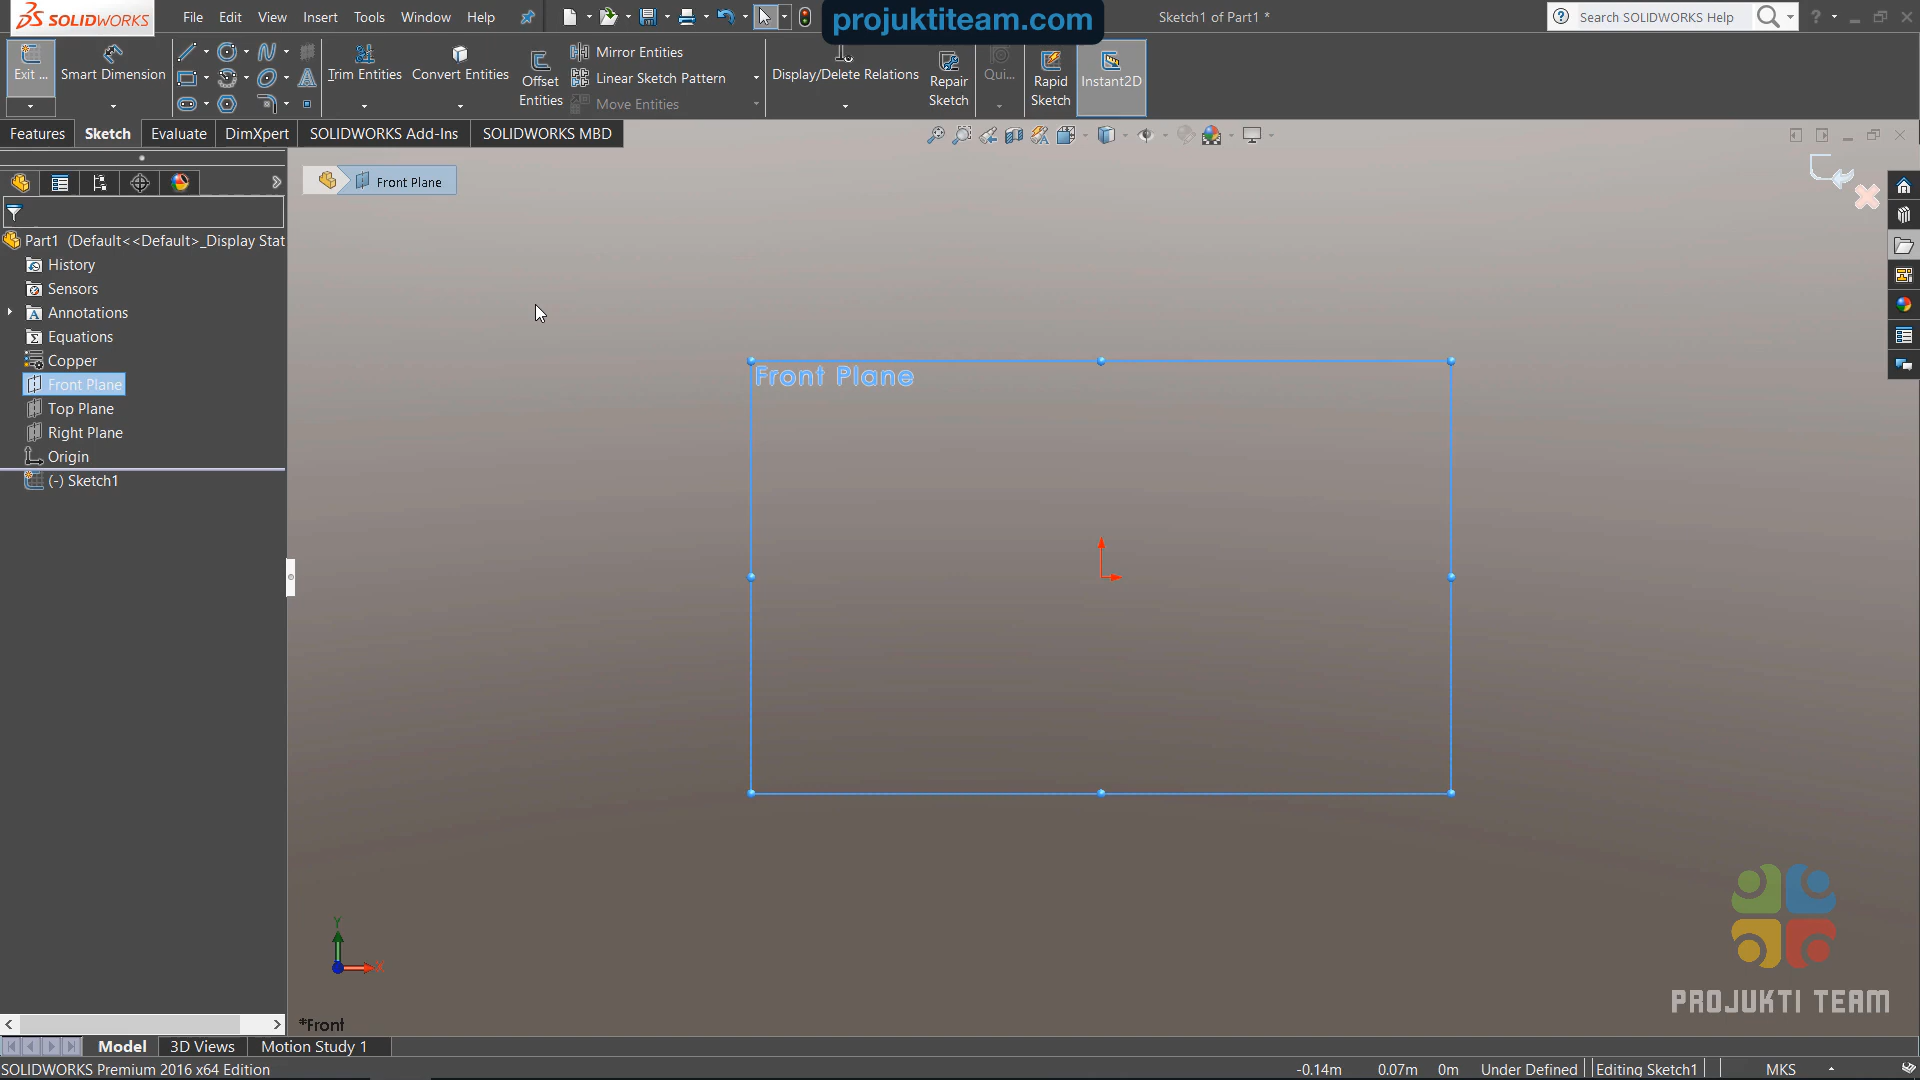 SOLIDWORKS
File
Edit
View
Insert
Tools
Window
Help
projuktiteam.com
Sketch1 of Part1 *
Search SOLIDWORKS Help
Exit ...
Smart Dimension
Trim Entities
Convert Entities
Offset
Entities
Mirror Entities
Linear Sketch Pattern
Move Entities
Display/Delete Relations
Repair
Sketch
Qui...
Rapid
Sketch
Instant2D
Features
Sketch
Evaluate
DimXpert
SOLIDWORKS Add-Ins
SOLIDWORKS MBD
Front Plane
Part1 (Default<<Default>_Display Stat
History
Sensors
Annotations
Equations
Copper
Front Plane
Top Plane
Right Plane
Origin
(-) Sketch1
Front Plane
Y
X
*Front
PROJUKTI TEAM
Model
3D Views
Motion Study 1
SOLIDWORKS Premium 2016 x64 Edition
-0.14m
0.07m
0m
Under Defined
Editing Sketch1
MKS